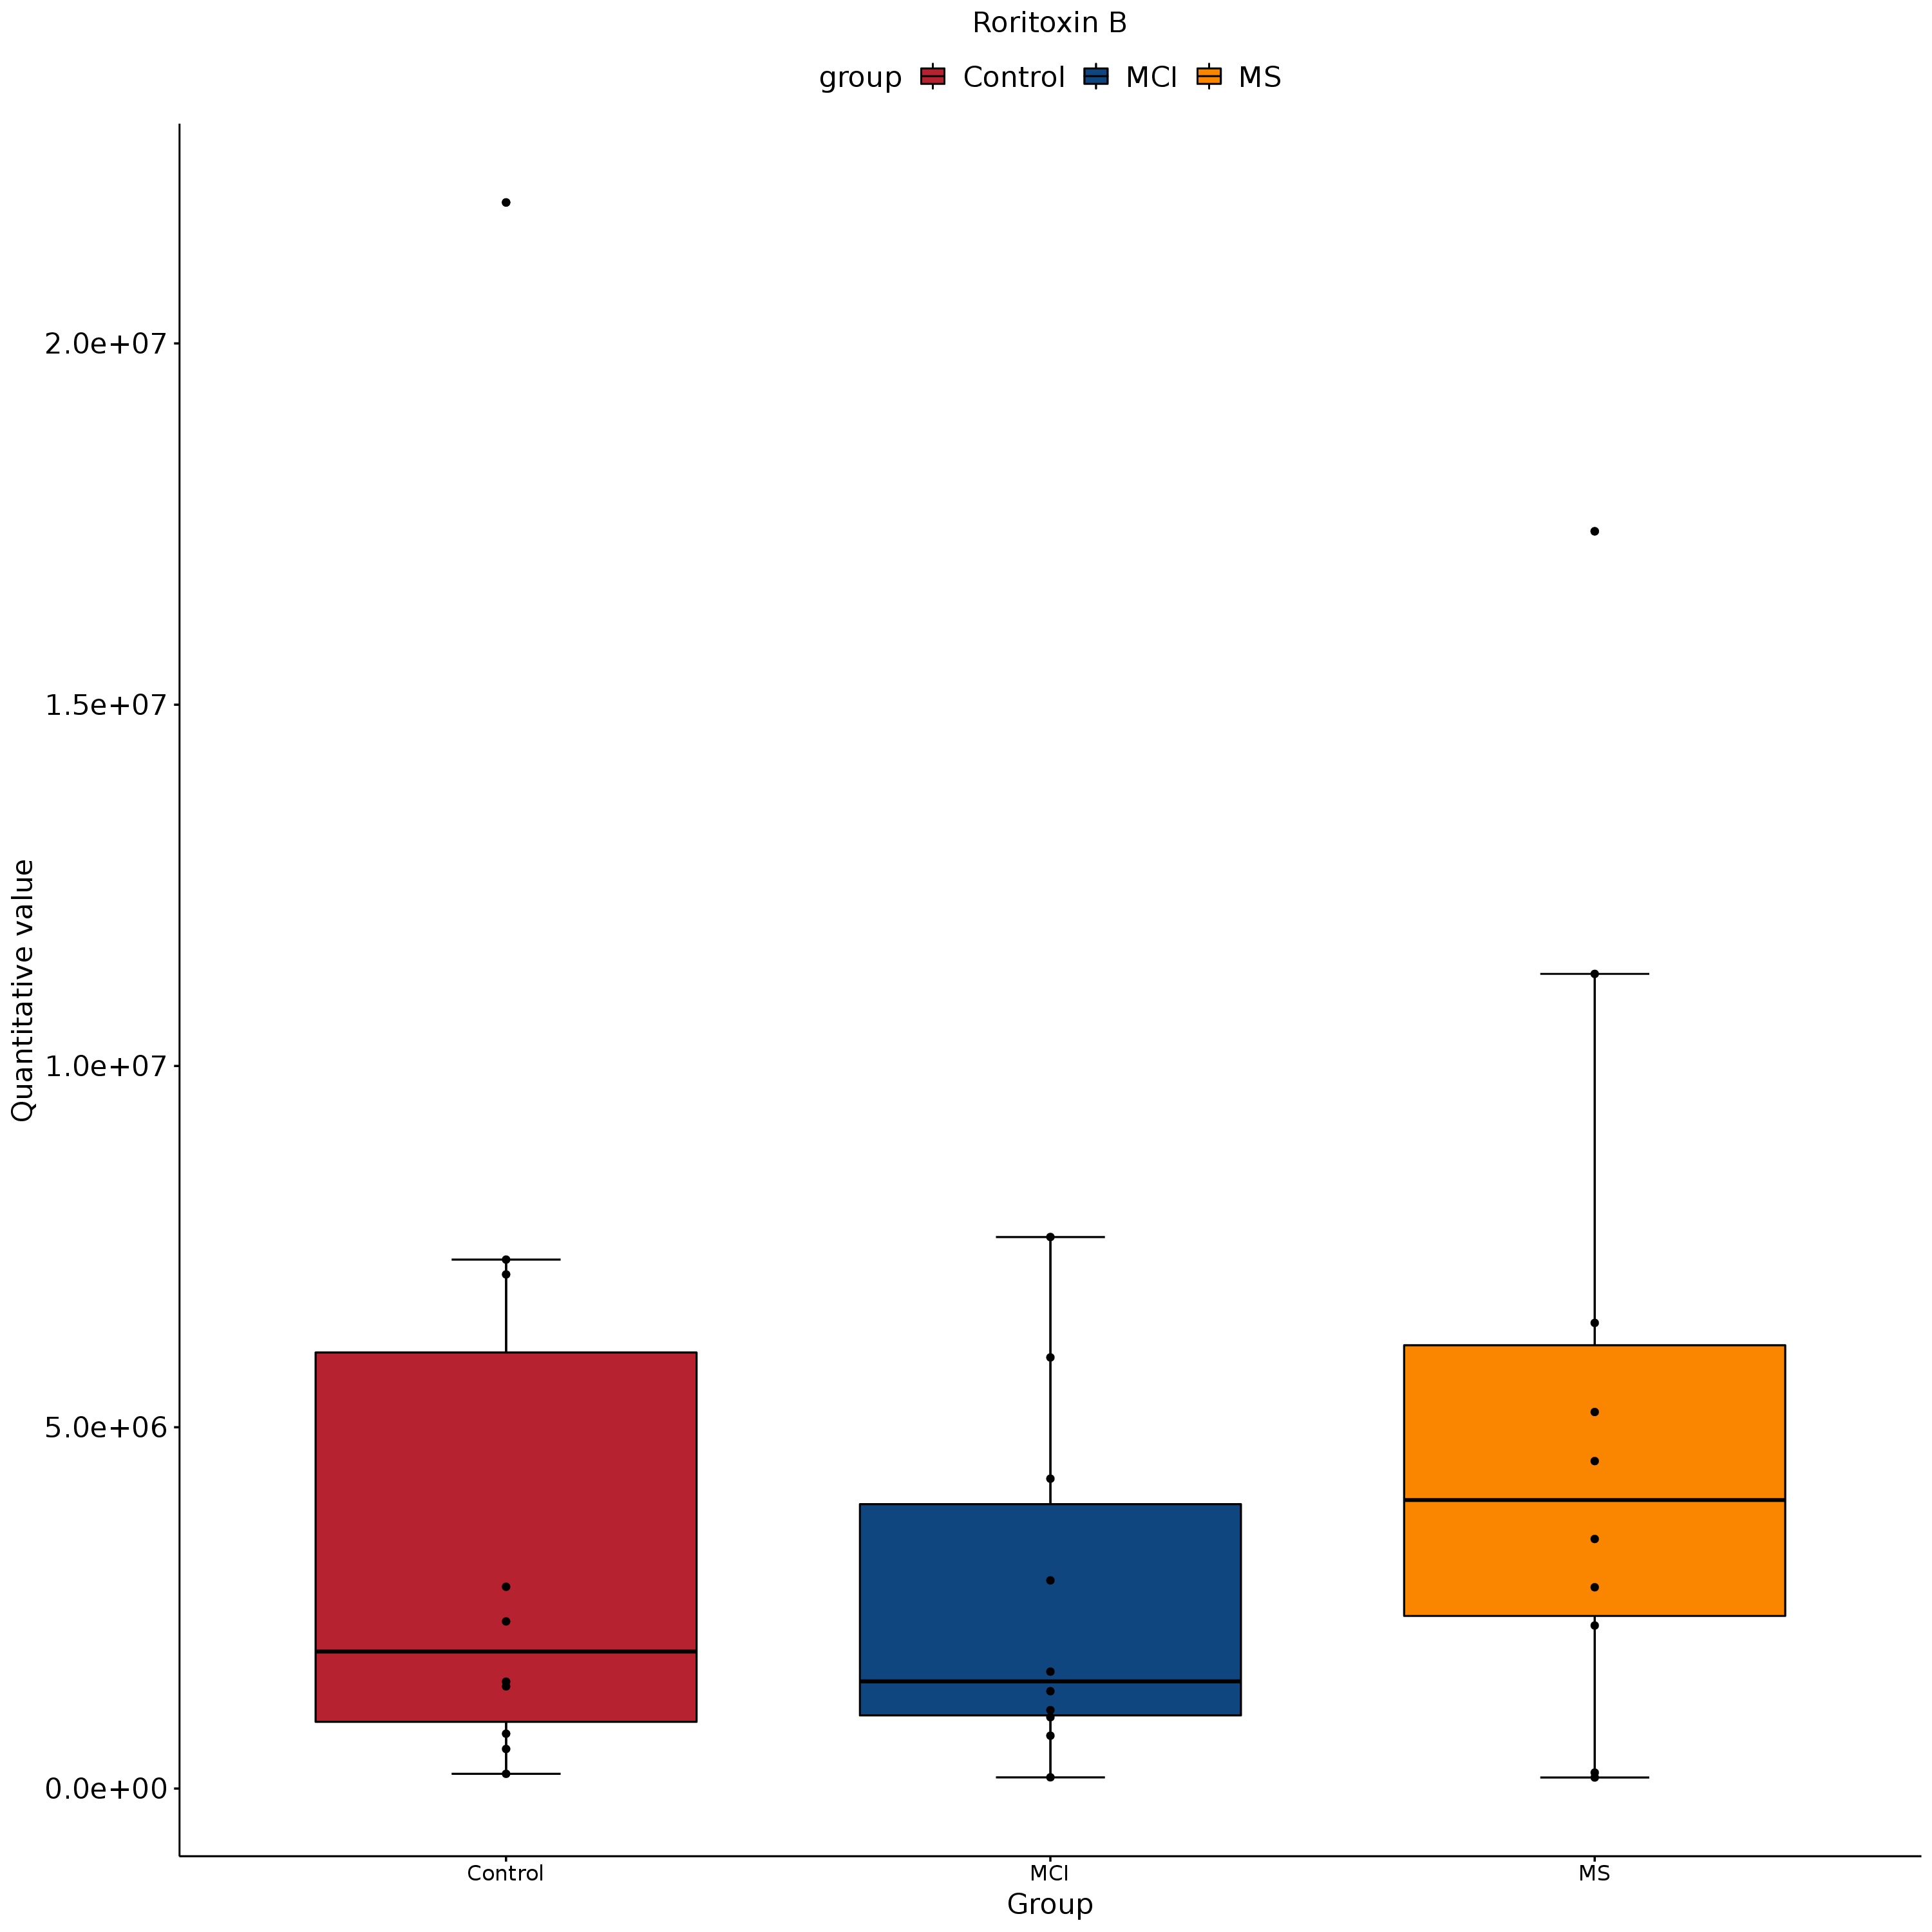 Roritoxin B
group Control MCI MS
Quantitative value
2.0e+07
1.5e+07
1.0e+07
5.0e+06
0.0e+00
Control MCI MS
Group